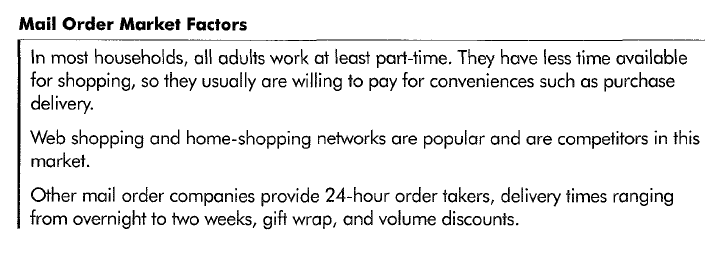 Mail Order Market Factors
In most households, all adults work at least part-time. They have less time available
for shopping, so they usually are willing to pay for conveniences such as purchase
delivery.
Web shopping and home-shopping networks are popular and are competitors in this
market.
Other mail order companies provide 24-hour order takers, delivery times ranging
from overnight to two weeks, gift wrap, and volume discounts.